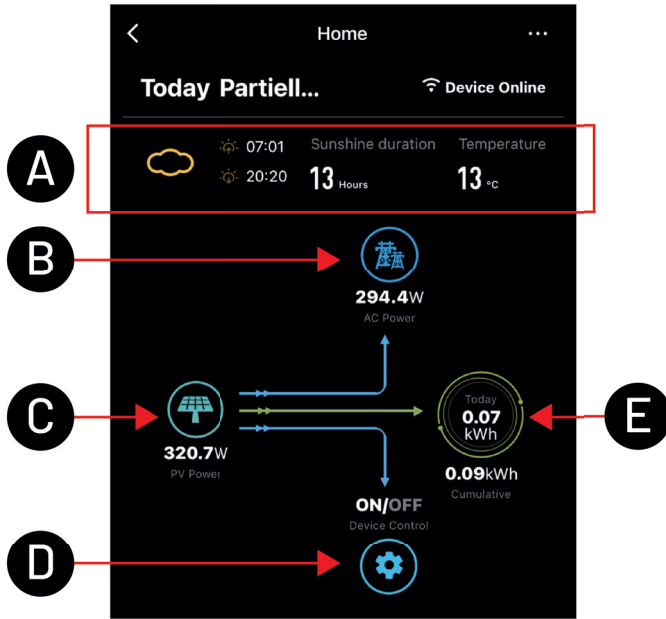 Home
Today Partiell...
Device Online
A
07:01
Sunshine duration
Temperature
20:20
13 Hours
13 °C
B
294.4W
AC Power
C
E
Today
0.07
kWh
320.7W
PV Power
0.09kWh
Cumulative
ON/OFF
Device Control
D